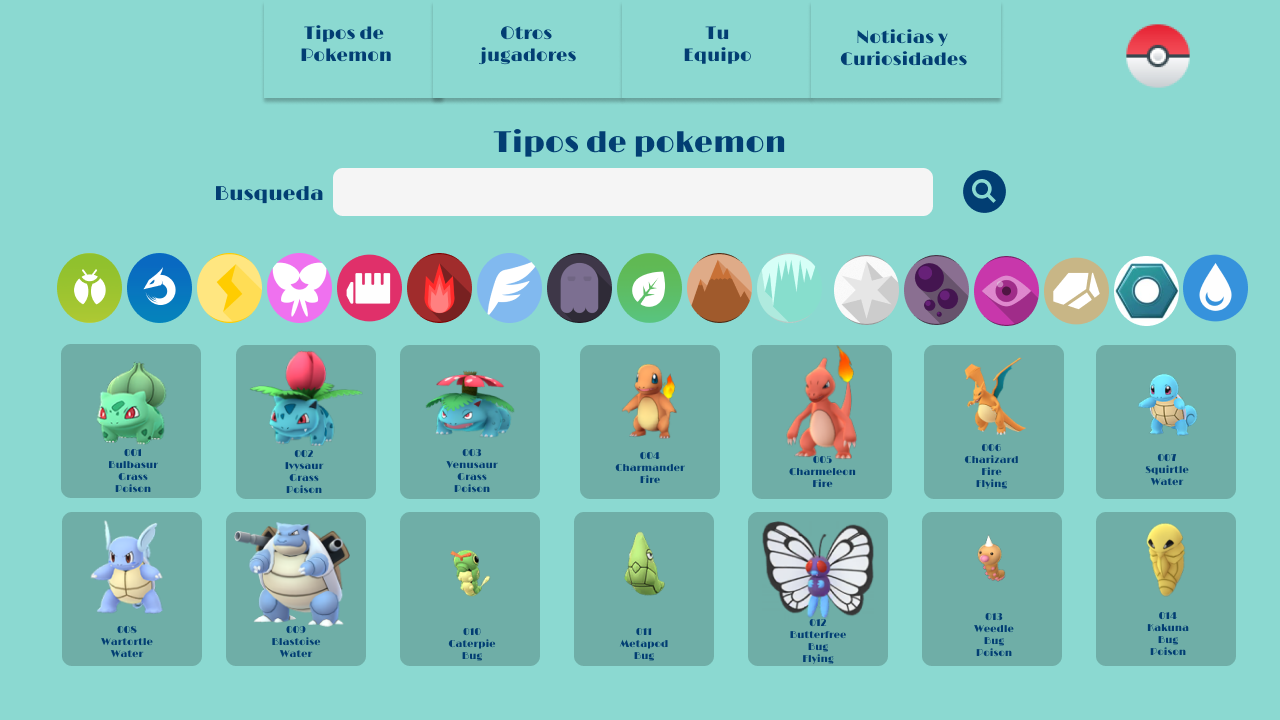 Tipos de
Pokemon
Otros
jugadores
Tu
Equipo
Noticias y
Curiosidades
Tipos de pokemon
Busqueda
001
Bulbasur
Grass
Poison
002
Ivysaur
Grass
Poison
003
Venusaur
Grass
Poison
004
Charmander
Fire
005
Charmeleon
Fire
006
Charizard
Fire
Flying
007
Squirtle
Water
008
Wartortle
Water
009
Blastoise
Water
010
Caterpie
Bug
011
Metapod
Bug
012
Butterfree
Bug
Flying
013
Weedle
Bug
Poison
014
Kakuna
Bug
Poison